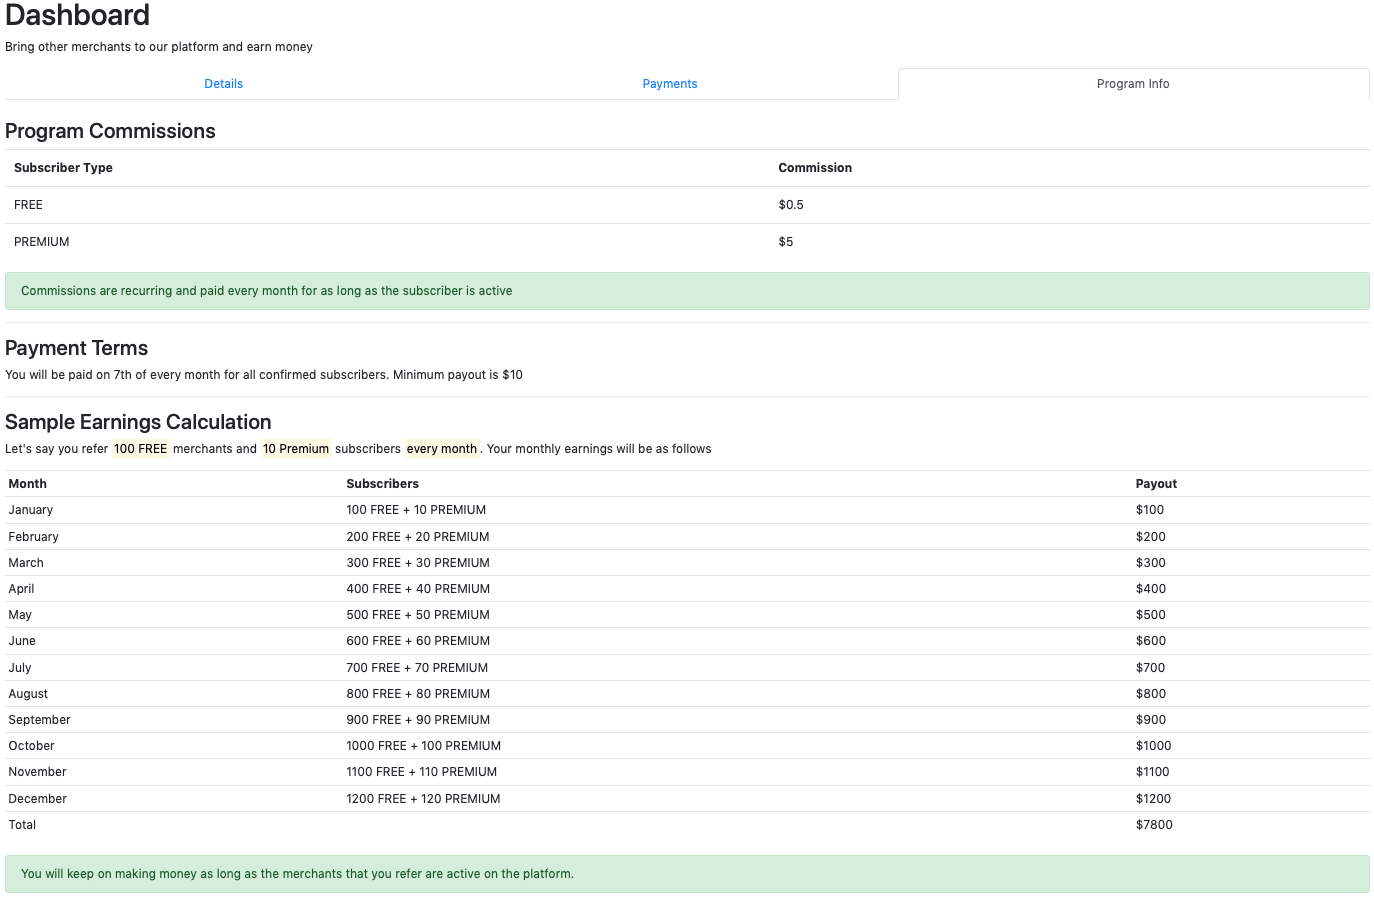 Dashboard
Bring other merchants to our platform and earn money
Details Payments Program Info
Program Commissions
Subscriber Type Commission
FREE $0.5
PREMIUM $5
Commissions are recurring and paid every month for as long as the subscriber is active
Payment Terms
You will be paid on 7th of every month for all confirmed subscribers. Minimum payout is $10
Sample Earnings Calculation
Let's say you refer 100 FREE merchants and 10 Premium subscribers every month. Your monthly earnings will be as follows
Month Subscribers Payout
January 100 FREE + 10 PREMIUM $100
February 200 FREE + 20 PREMIUM $200
March 300 FREE + 30 PREMIUM $300
April 400 FREE + 40 PREMIUM $400
May 500 FREE + 50 PREMIUM $500
June 600 FREE + 60 PREMIUM $600
July 700 FREE + 70 PREMIUM $700
August 800 FREE + 80 PREMIUM $800
September 900 FREE + 90 PREMIUM $900
October 1000 FREE + 100 PREMIUM $1000
November 1100 FREE + 110 PREMIUM $1100
December 1200 FREE + 120 PREMIUM $1200
Total $7800
You will keep on making money as long as the merchants that you refer are active on the platform.